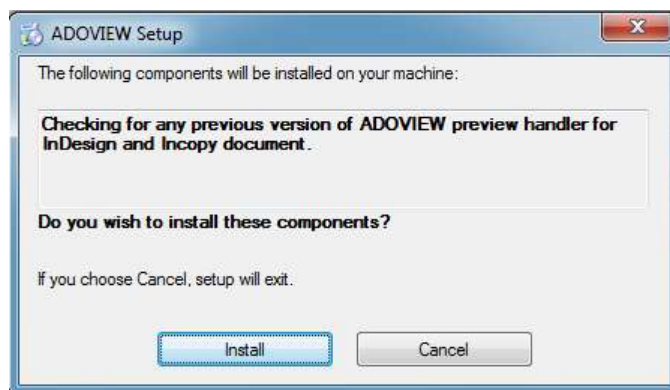 ADOVIEW Setup
The following components will be installed on your machine:
Checking for any previous version of ADOVIEW preview handler for
InDesign and Incopy document.
Do you wish to install these components?
If you choose Cancel, setup will exit.
Install
Cancel